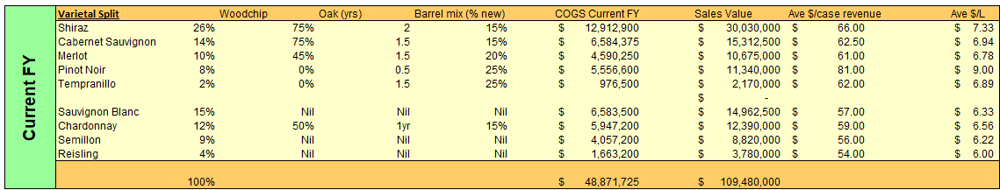 Current FY
Varietal Split Woodchip Oak (yrs) Barrel mix (% new) COGS Current FY Sales Value Ave $/case revenue Ave $/L
Shiraz 26% 75% 2 15% $ 12,912,900 $ 30,030,000 $ 66.00 $ 7.33
Cabernet Sauvignon 14% 75% 1.5 15% $ 6,584,375 $ 15,312,500 $ 62.50 $ 6.94
Merlot 10% 45% 1.5 20% $ 4,590,250 $ 10,675,000 $ 61.00 $ 6.78
Pinot Noir 8% 0% 0.5 25% $ 5,556,600 $ 11,340,000 $ 81.00 $ 9.00
Tempranillo 2% 0% 1.5 25% $ 976,500 $ 2,170,000 $ 62.00 $ 6.89
$ -
Sauvignon Blanc 15% Nil Nil Nil $ 6,583,500 $ 14,962,500 $ 57.00 $ 6.33
Chardonnay 12% 50% 1yr 15% $ 5,947,200 $ 12,390,000 $ 59.00 $ 6.56
Semillon 9% Nil Nil Nil $ 4,057,200 $ 8,820,000 $ 56.00 $ 6.22
Reisling 4% Nil Nil Nil $ 1,663,200 $ 3,780,000 $ 54.00 $ 6.00
100% $ 48,871,725 $ 109,480,000